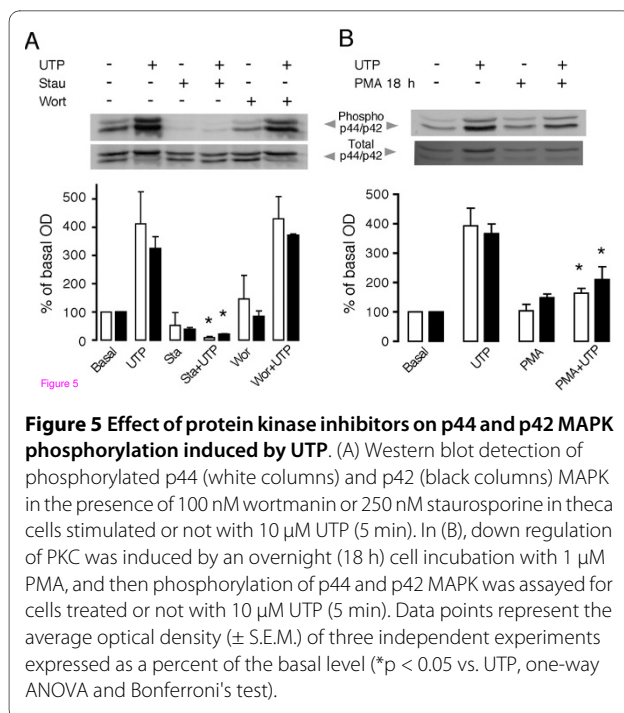 A
B
UTP - + - + - +
Stau + +
Wort + +
UTP - + - +
PMA 18 h - - + +
Phospho
p44/p42
Total
p44/p42
% of basal OD
500
400
300
200
100
0
Basal
UTP
Sta
* *
Sta+UTP
Wor
Wor+UTP
% of basal OD
500
400
300
200
100
0
Basal
UTP
PMA
* *
PMA+UTP
Figure 5
Figure 5 Effect of protein kinase inhibitors on p44 and p42 MAPK
phosphorylation induced by UTP. (A) Western blot detection of
phosphorylated p44 (white columns) and p42 (black columns) MAPK
in the presence of 100 nM wortmanin or 250 nM staurosporine in theca
cells stimulated or not with 10 μM UTP (5 min). In (B), down regulation
of PKC was induced by an overnight (18 h) cell incubation with 1 μM
PMA, and then phosphorylation of p44 and p42 MAPK was assayed for
cells treated or not with 10 μM UTP (5 min). Data points represent the
average optical density (± S.E.M.) of three independent experiments
expressed as a percent of the basal level (*p < 0.05 vs. UTP, one-way
ANOVA and Bonferroni's test).